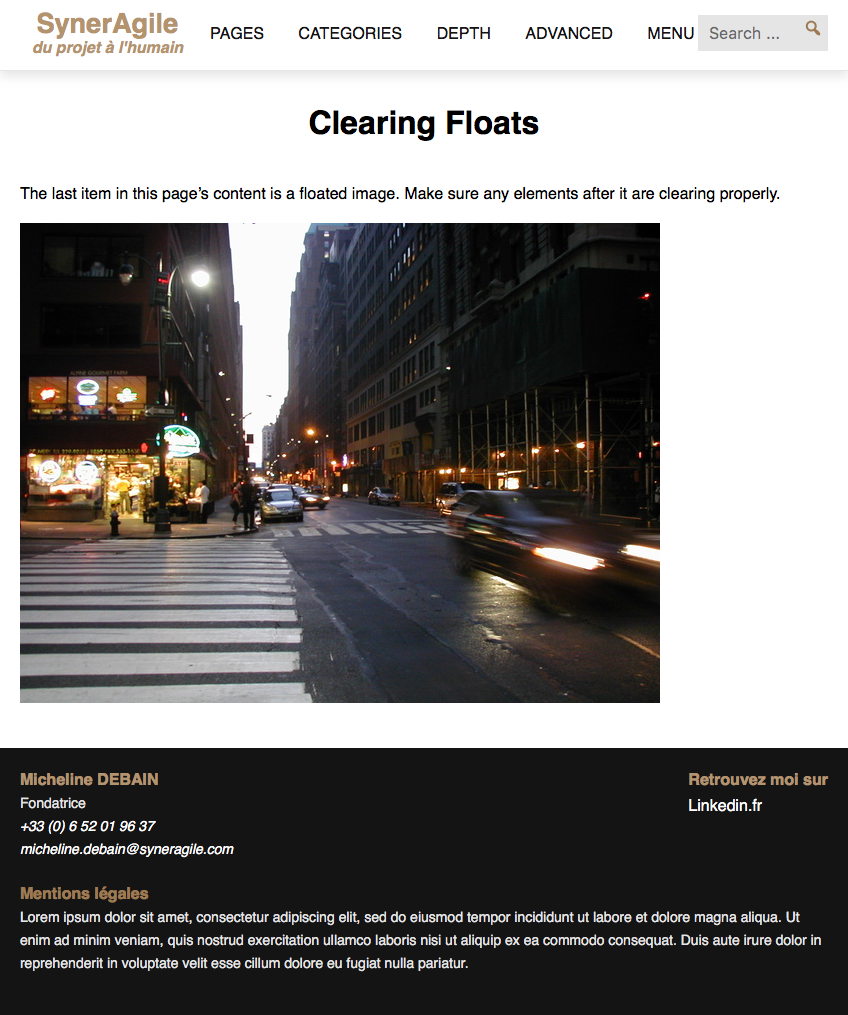 SynerAgile
du projet à l'humain
PAGES CATEGORIES DEPTH ADVANCED MENU Search ...
Clearing Floats
The last item in this page’s content is a floated image. Make sure any elements after it are clearing properly.
ALPINE GOURMET FARM
Micheline DEBAIN
Fondatrice
+33 (0) 6 52 01 96 37
micheline.debain@syneragile.com
Retrouvez moi sur
Linkedin.fr
Mentions légales
Lorem ipsum dolor sit amet, consectetur adipiscing elit, sed do eiusmod tempor incididunt ut labore et dolore magna aliqua. Ut
enim ad minim veniam, quis nostrud exercitation ullamco laboris nisi ut aliquip ex ea commodo consequat. Duis aute irure dolor in
reprehenderit in voluptate velit esse cillum dolore eu fugiat nulla pariatur.